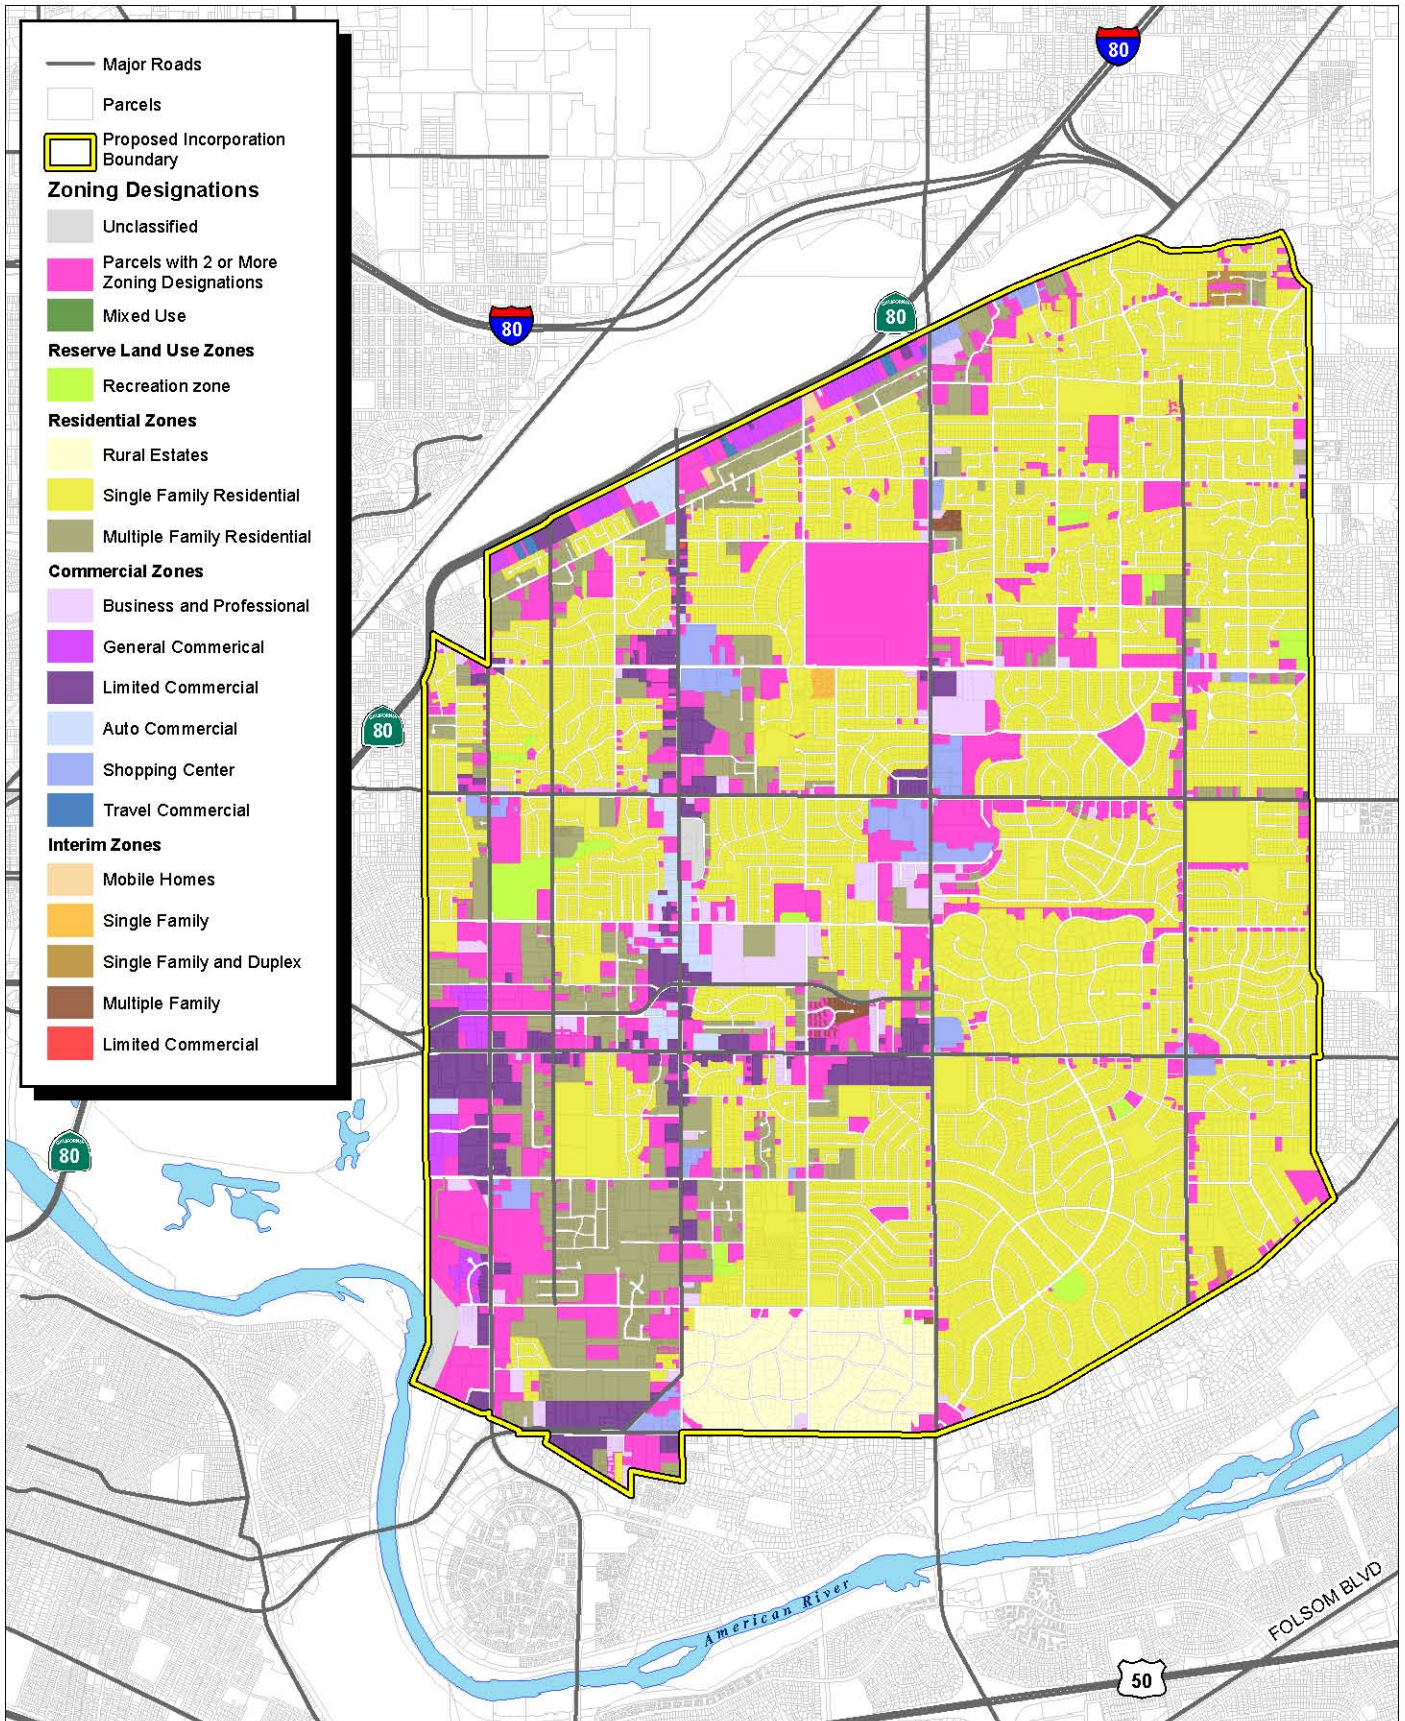 Major Roads
Parcels
Proposed Incorporation
Boundary
Zoning Designations
Unclassified
Parcels with 2 or More
Zoning Designations
Mixed Use
Reserve Land Use Zones
Recreation zone
Residential Zones
Rural Estates
Single Family Residential
Multiple Family Residential
Commercial Zones
Business and Professional
General Commerical
Limited Commercial
Auto Commercial
Shopping Center
Travel Commercial
Interim Zones
Mobile Homes
Single Family
Single Family and Duplex
Multiple Family
Limited Commercial
80
80
CALIFORNIA
80
CALIFORNIA
80
CALIFORNIA
80
American River
FOLSOM BLVD
50